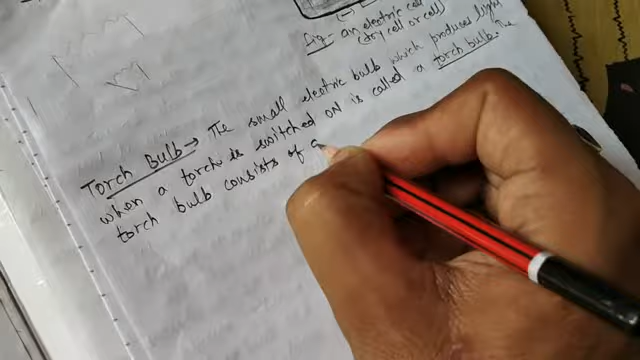 (-) (+)
Fig - an electric cell
(dry cell or cell)
Torch Bulb → The small electric bulb which produces light
when a torch is switched ON is called a torch bulb. The
torch bulb consists of a